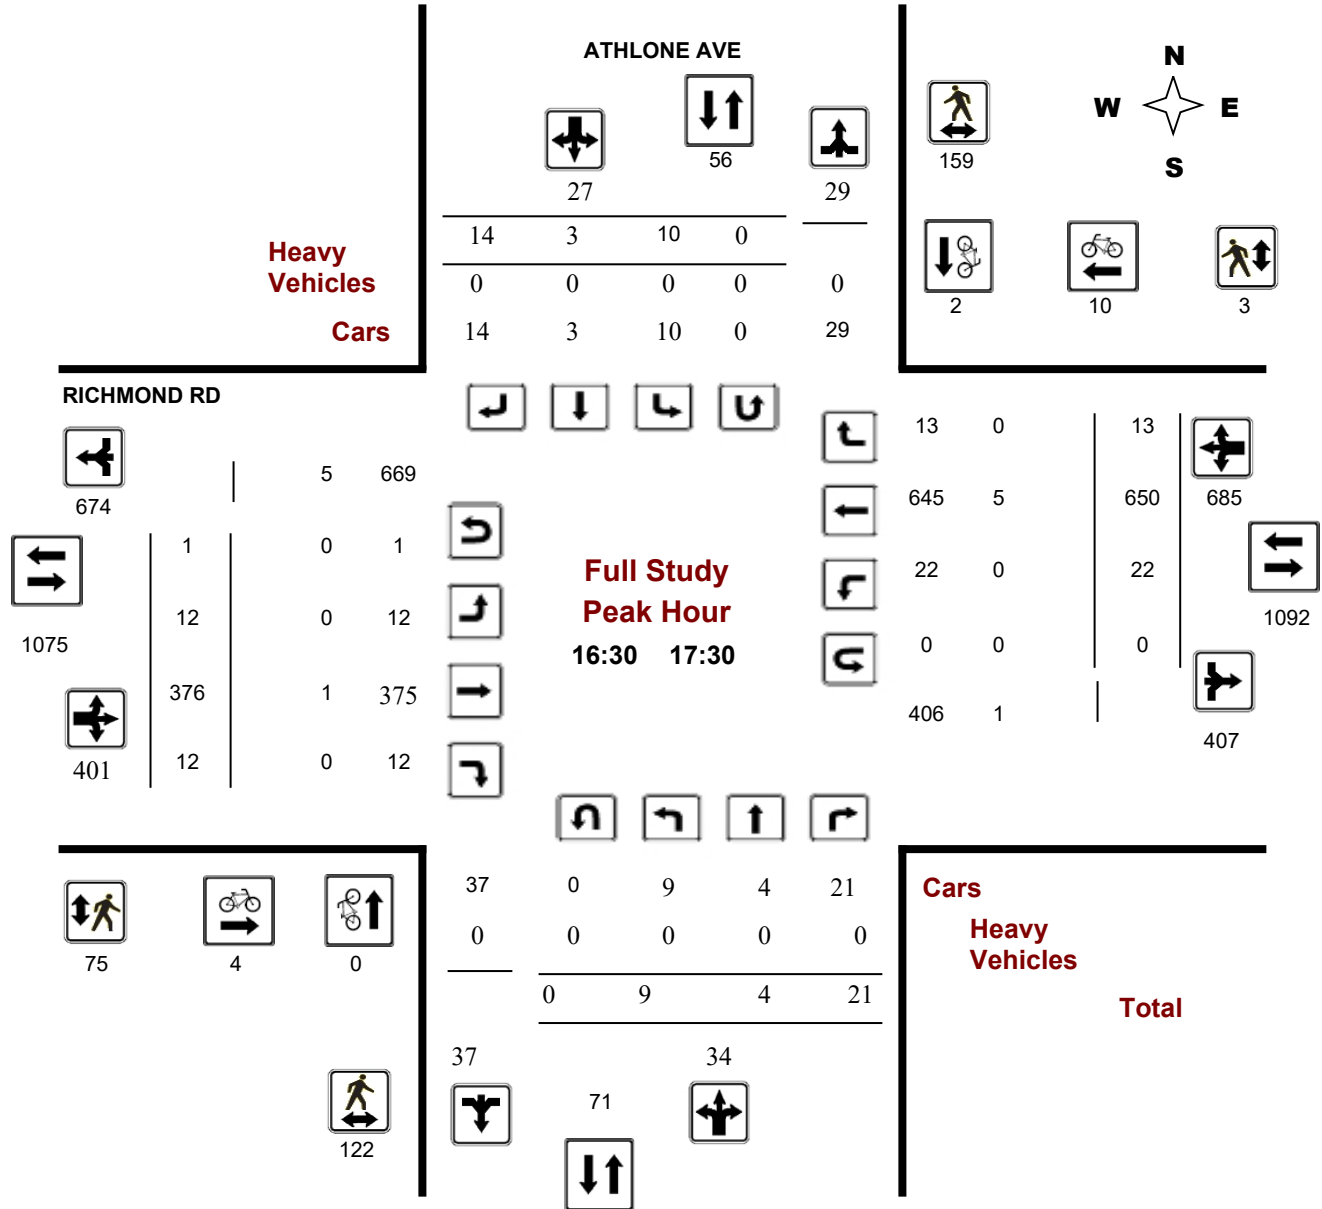 ATHLONE AVE
N
W E
S
56
159
27 29
14 3 10 0
Heavy
Vehicles
0 0 0 0 0
2 10 3
Cars
14 3 10 0 29
RICHMOND RD
13 0 13
5 669
674
645 5 650 685
1 0 1
Full Study
22 0 22
Peak Hour
12 0 12
1092
1075
16:30 17:30
0 0 0
376 1 375
406 1
407
401
12 0 12
37 0 9 4 21
Cars
0 0 0 0 0
Heavy
Vehicles
75 4 0
0 9 4 21
Total
37 34
71
122